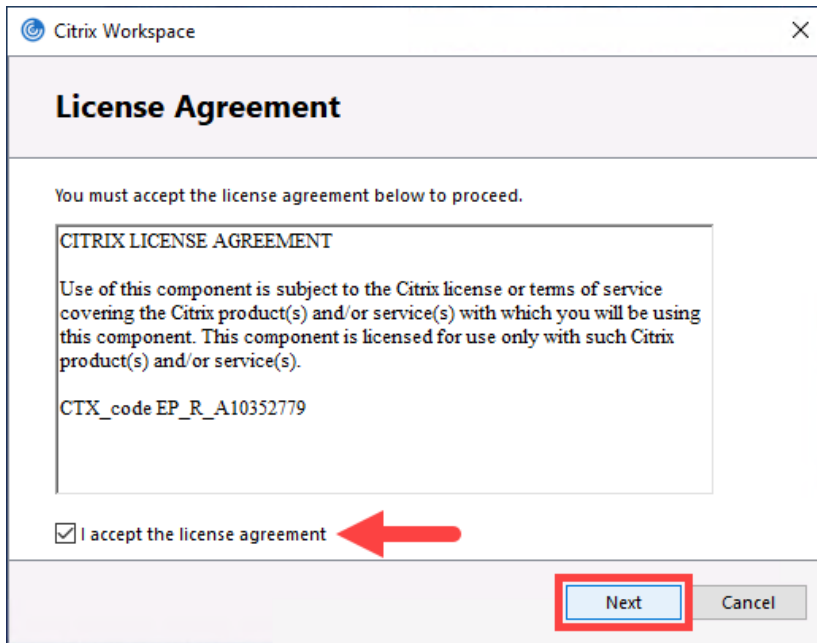 Citrix Workspace
License Agreement
You must accept the license agreement below to proceed.
CITRIX LICENSE AGREEMENT
Use of this component is subject to the Citrix license or terms of service
covering the Citrix product(s) and/or service(s) with which you will be using
this component. This component is licensed for use only with such Citrix
product(s) and/or service(s).
CTX_code EP_R_A10352779
I accept the license agreement
Next Cancel